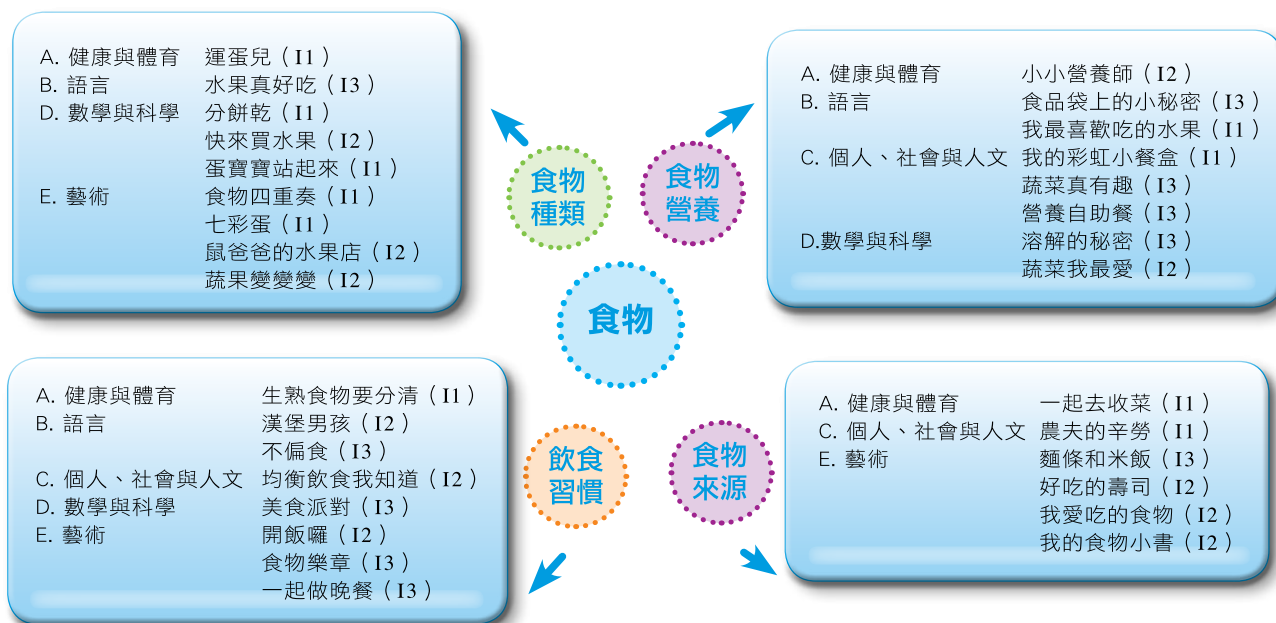 A. 健康與體育 運蛋兒（I1）
B. 語言 水果真好吃（I3）
D. 數學與科學 分餅乾（I1）
快來買水果（I2）
蛋寶寶站起來（I1）
E. 藝術 食物四重奏（I1）
七彩蛋（I1）
鼠爸爸的水果店（I2）
蔬果變變變（I2）
食物
種類
食物
營養
A. 健康與體育 小小營養師（I2）
B. 語言 食品袋上的小秘密（I3）
我最喜歡吃的水果（I1）
C. 個人、社會與人文 我的彩虹小餐盒（I1）
蔬菜真有趣（I3）
營養自助餐（I3）
D.數學與科學 溶解的秘密（I3）
蔬菜我最愛（I2）
食物
A. 健康與體育 生熟食物要分清（I1）
B. 語言 漢堡男孩（I2）
不偏食（I3）
C. 個人、社會與人文 均衡飲食我知道（I2）
D. 數學與科學 美食派對（I3）
E. 藝術 開飯囉（I2）
食物樂章（I3）
一起做晚餐（I3）
飲食
習慣
食物
來源
A. 健康與體育 一起去收菜（I1）
C. 個人、社會與人文 農夫的辛勞（I1）
E. 藝術 麵條和米飯（I3）
好吃的壽司（I2）
我愛吃的食物（I2）
我的食物小書（I2）